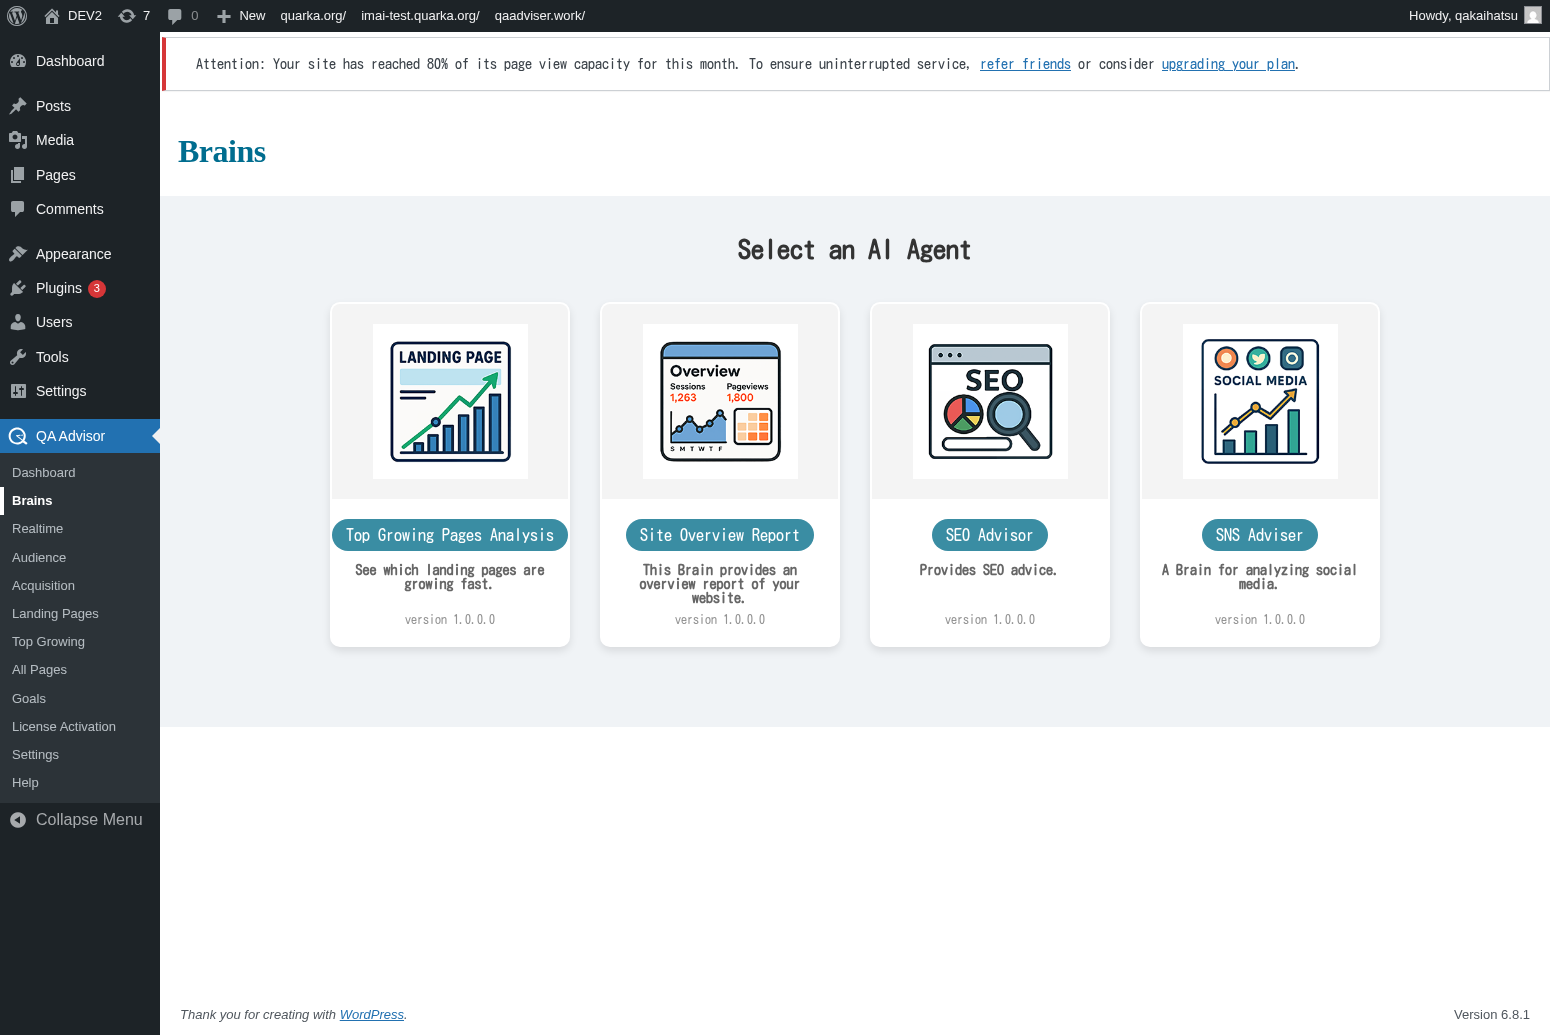 DEV2 7 0 New quarka.org/ imai-test.quarka.org/ qaadviser.work/ Howdy, qakaihatsu
Dashboard
Posts
Media
Pages
Comments
Appearance
Plugins 3
Users
Tools
Settings
QA Advisor
Dashboard
Brains
Realtime
Audience
Acquisition
Landing Pages
Top Growing
All Pages
Goals
License Activation
Settings
Help
Collapse Menu
Attention: Your site has reached 80% of its page view capacity for this month. To ensure uninterrupted service, refer friends or consider upgrading your plan.
Brains
Select an AI Agent
LANDING PAGE
Top Growing Pages Analysis
See which landing pages are
growing fast.
version 1.0.0.0
Overview
Sessions Pageviews
1,263 1,800
S M T W T F
Site Overview Report
This Brain provides an
overview report of your
website.
version 1.0.0.0
SEO
SEO Advisor
Provides SEO advice.
version 1.0.0.0
SOCIAL MEDIA
SNS Adviser
A Brain for analyzing social
media.
version 1.0.0.0
Thank you for creating with WordPress.
Version 6.8.1